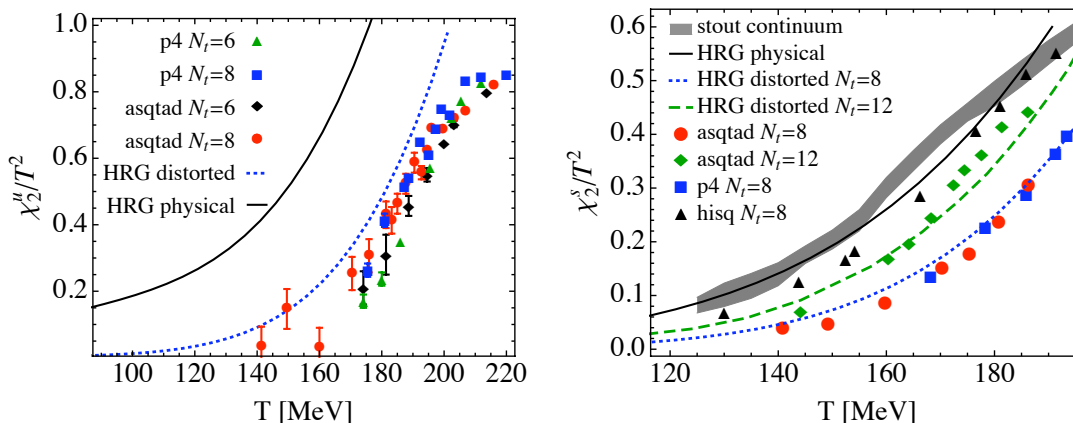 χ₂ᵘ/T²
1.0
0.8
0.6
0.4
0.2
p4 Nt=6
p4 Nt=8
asqtad Nt=6
asqtad Nt=8
HRG distorted
HRG physical
100 120 140 160 180 200 220
T [MeV]
χ₂ˢ/T²
0.6
0.5
0.4
0.3
0.2
0.1
0.0
stout continuum
HRG physical
HRG distorted Nt=8
HRG distorted Nt=12
asqtad Nt=8
asqtad Nt=12
p4 Nt=8
hisq Nt=8
120 140 160 180
T [MeV]